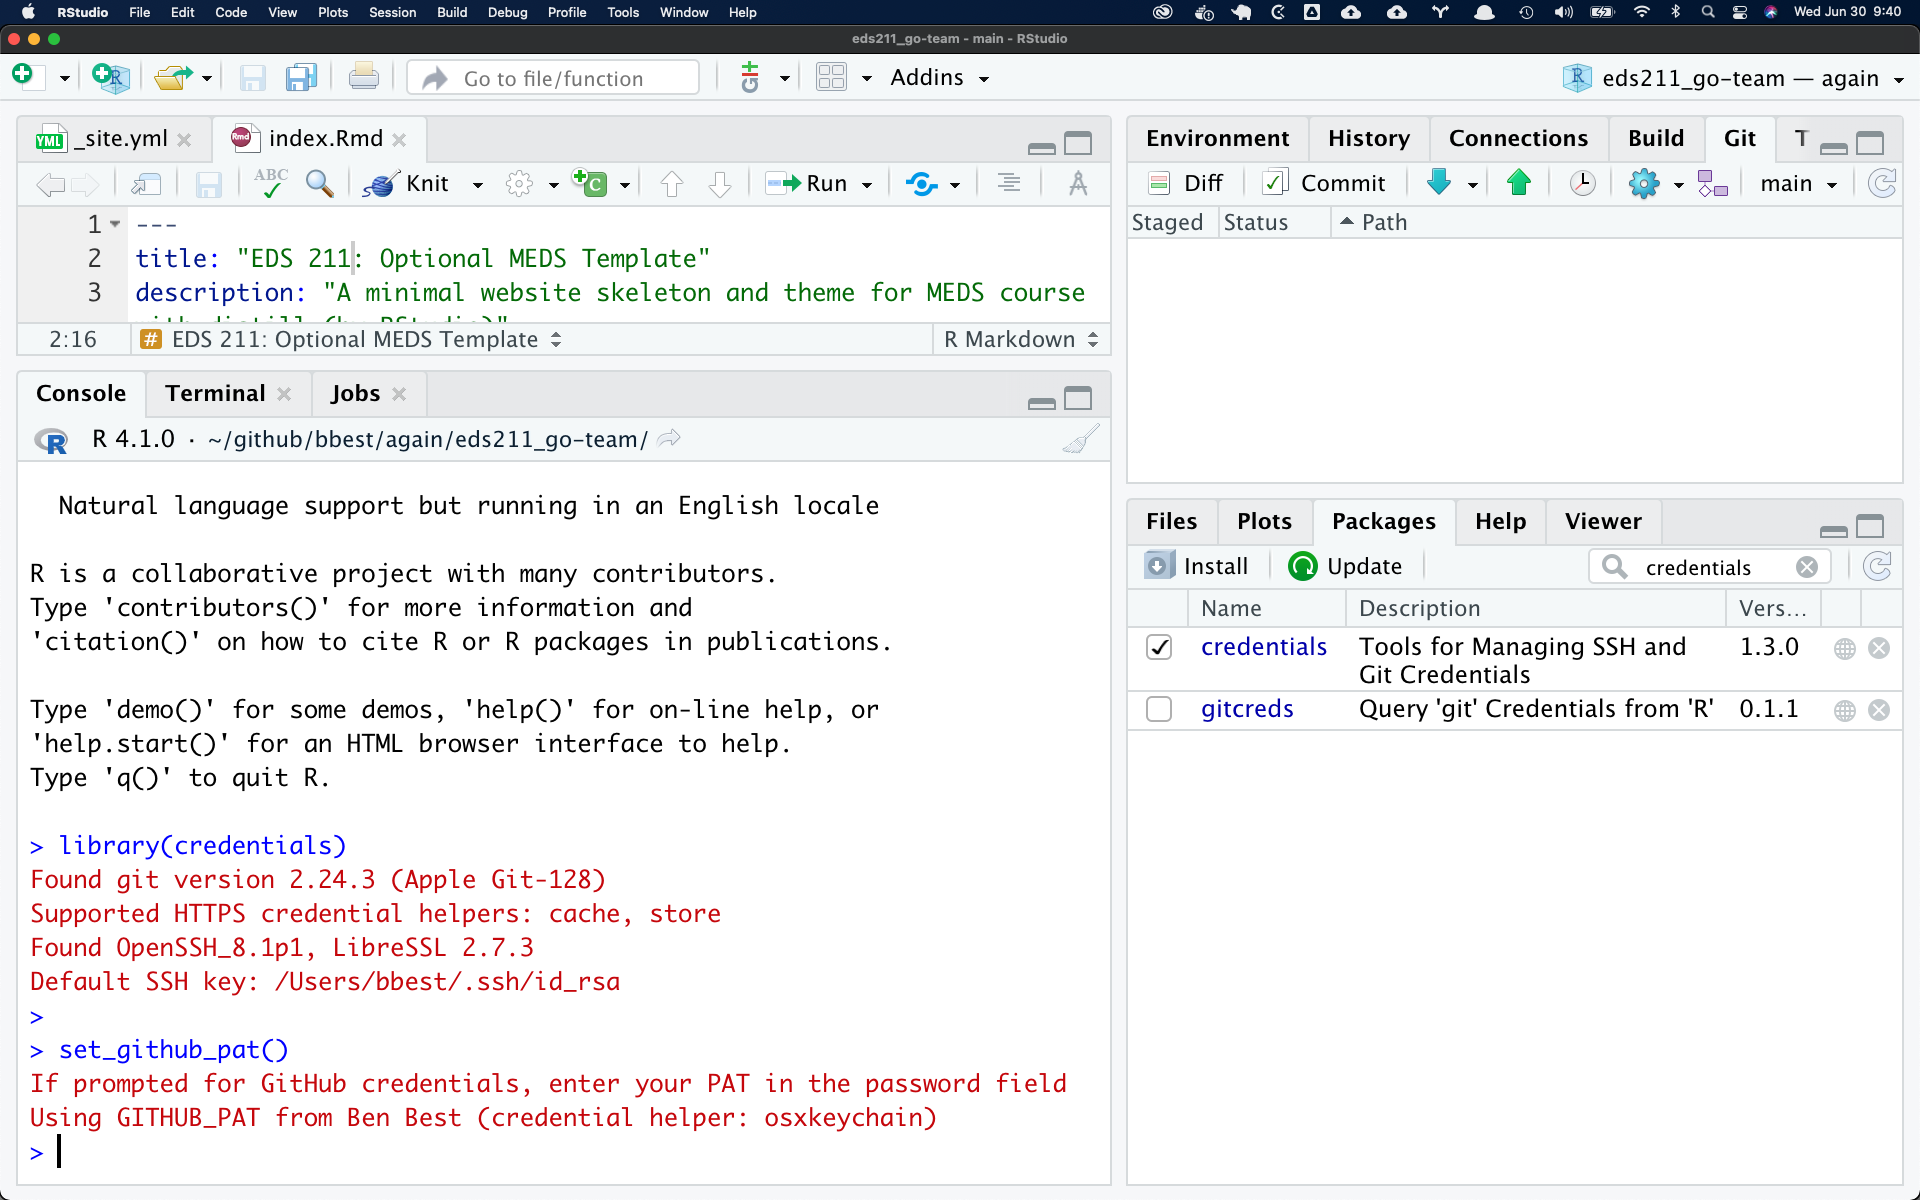 RStudio File Edit Code View Plots Session Build Debug Profile Tools Window Help Wed Jun 30 9:40
eds211_go-team - main - RStudio
Go to file/function Addins eds211_go-team — again
_site.yml index.Rmd
ABC Knit Run
1 ---
2 title: "EDS 211: Optional MEDS Template"
3 description: "A minimal website skeleton and theme for MEDS course
2:16 # EDS 211: Optional MEDS Template R Markdown
Console Terminal Jobs
R 4.1.0 · ~/github/bbest/again/eds211_go-team/
Natural language support but running in an English locale
R is a collaborative project with many contributors.
Type 'contributors()' for more information and
'citation()' on how to cite R or R packages in publications.
Type 'demo()' for some demos, 'help()' for on-line help, or
'help.start()' for an HTML browser interface to help.
Type 'q()' to quit R.
> library(credentials)
Found git version 2.24.3 (Apple Git-128)
Supported HTTPS credential helpers: cache, store
Found OpenSSH_8.1p1, LibreSSL 2.7.3
Default SSH key: /Users/bbest/.ssh/id_rsa
>
> set_github_pat()
If prompted for GitHub credentials, enter your PAT in the password field
Using GITHUB_PAT from Ben Best (credential helper: osxkeychain)
>
Environment History Connections Build Git T
Diff Commit main
Staged Status Path
Files Plots Packages Help Viewer
Install Update credentials
Name Description Vers...
credentials Tools for Managing SSH and 1.3.0
Git Credentials
gitcreds Query 'git' Credentials from 'R' 0.1.1